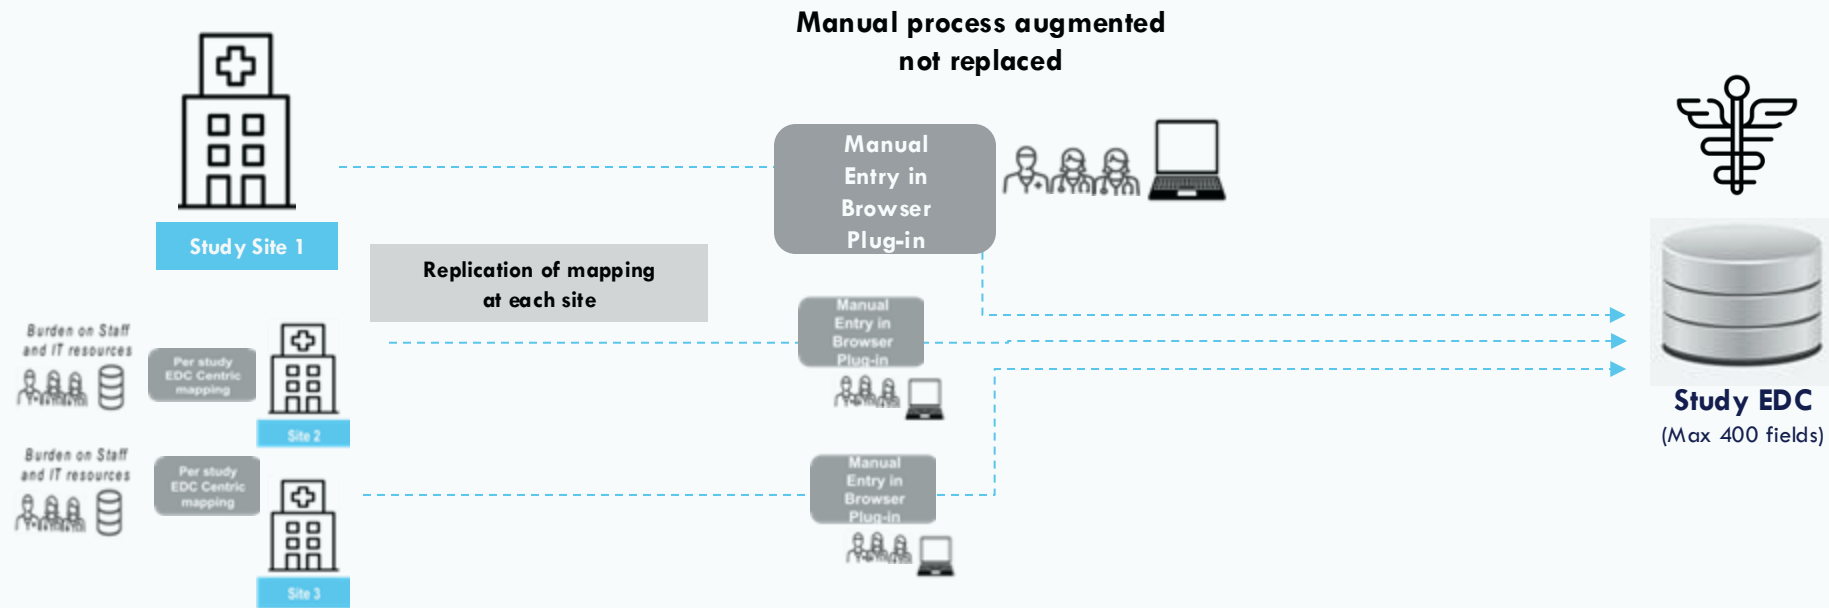 Manual process augmented
not replaced
Manual
Entry in
Browser
Plug-in
Study Site 1
Replication of mapping
at each site
Burden on Staff
and IT resources
Per study
EDC Centric
mapping
Site 2
Manual
Entry in
Browser
Plug-in
Burden on Staff
and IT resources
Per study
EDC Centric
mapping
Site 3
Manual
Entry in
Browser
Plug-in
Study EDC
(Max 400 fields)